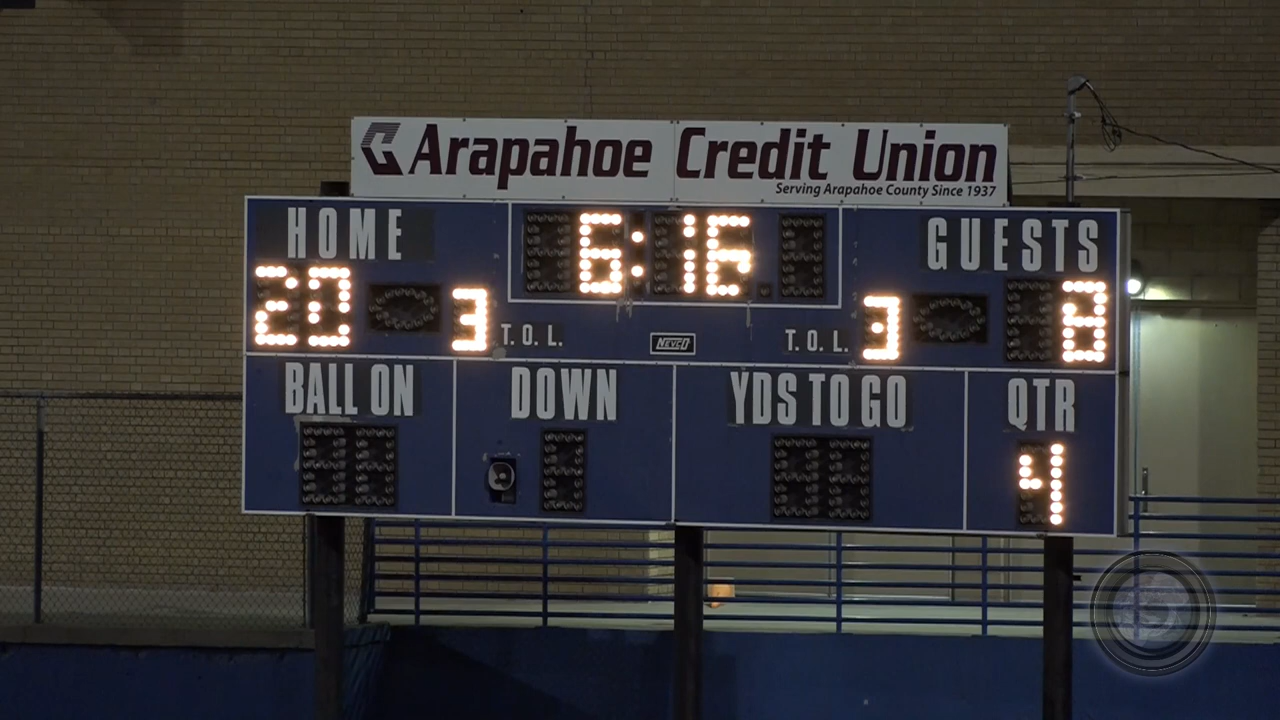 Arapahoe Credit Union
Serving Arapahoe County Since 1937
HOME 6:16 GUESTS
20 3 T.O.L. NEVCO T.O.L. 3 8
BALL ON DOWN YDS TO GO QTR
4